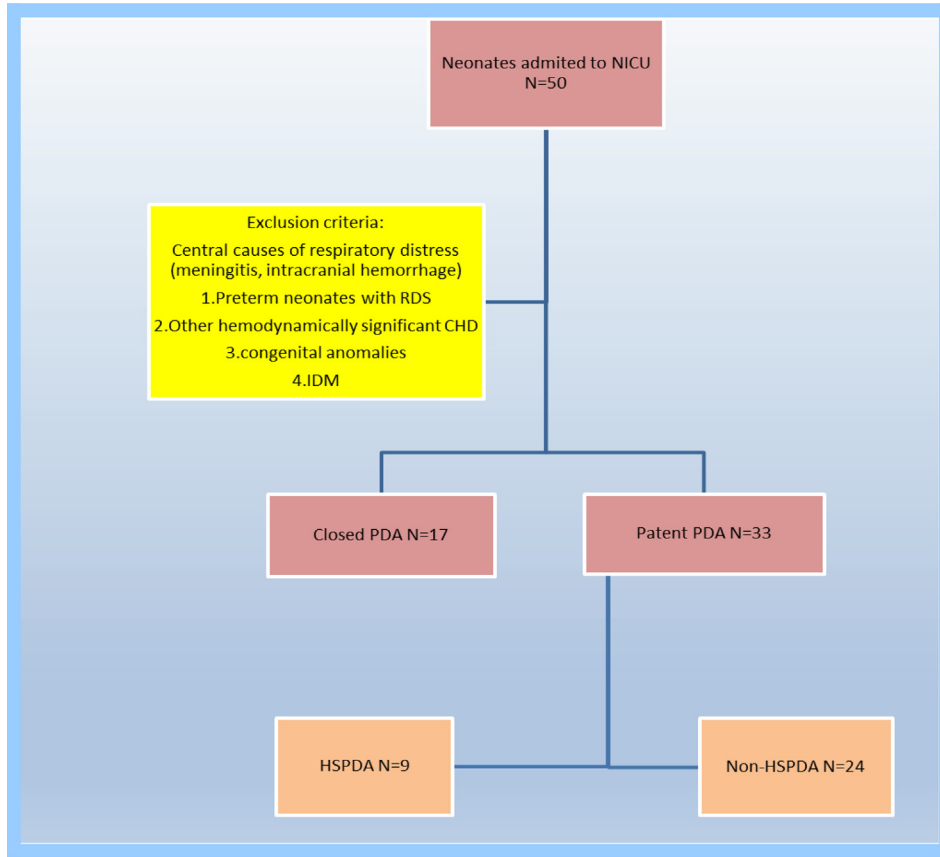 Neonates admited to NICU
N=50
Exclusion criteria:
Central causes of respiratory distress
(meningitis, intracranial hemorrhage)
1.Preterm neonates with RDS
2.Other hemodynamically significant CHD
3.congenital anomalies
4.IDM
Closed PDA N=17
Patent PDA N=33
HSPDA N=9
Non-HSPDA N=24